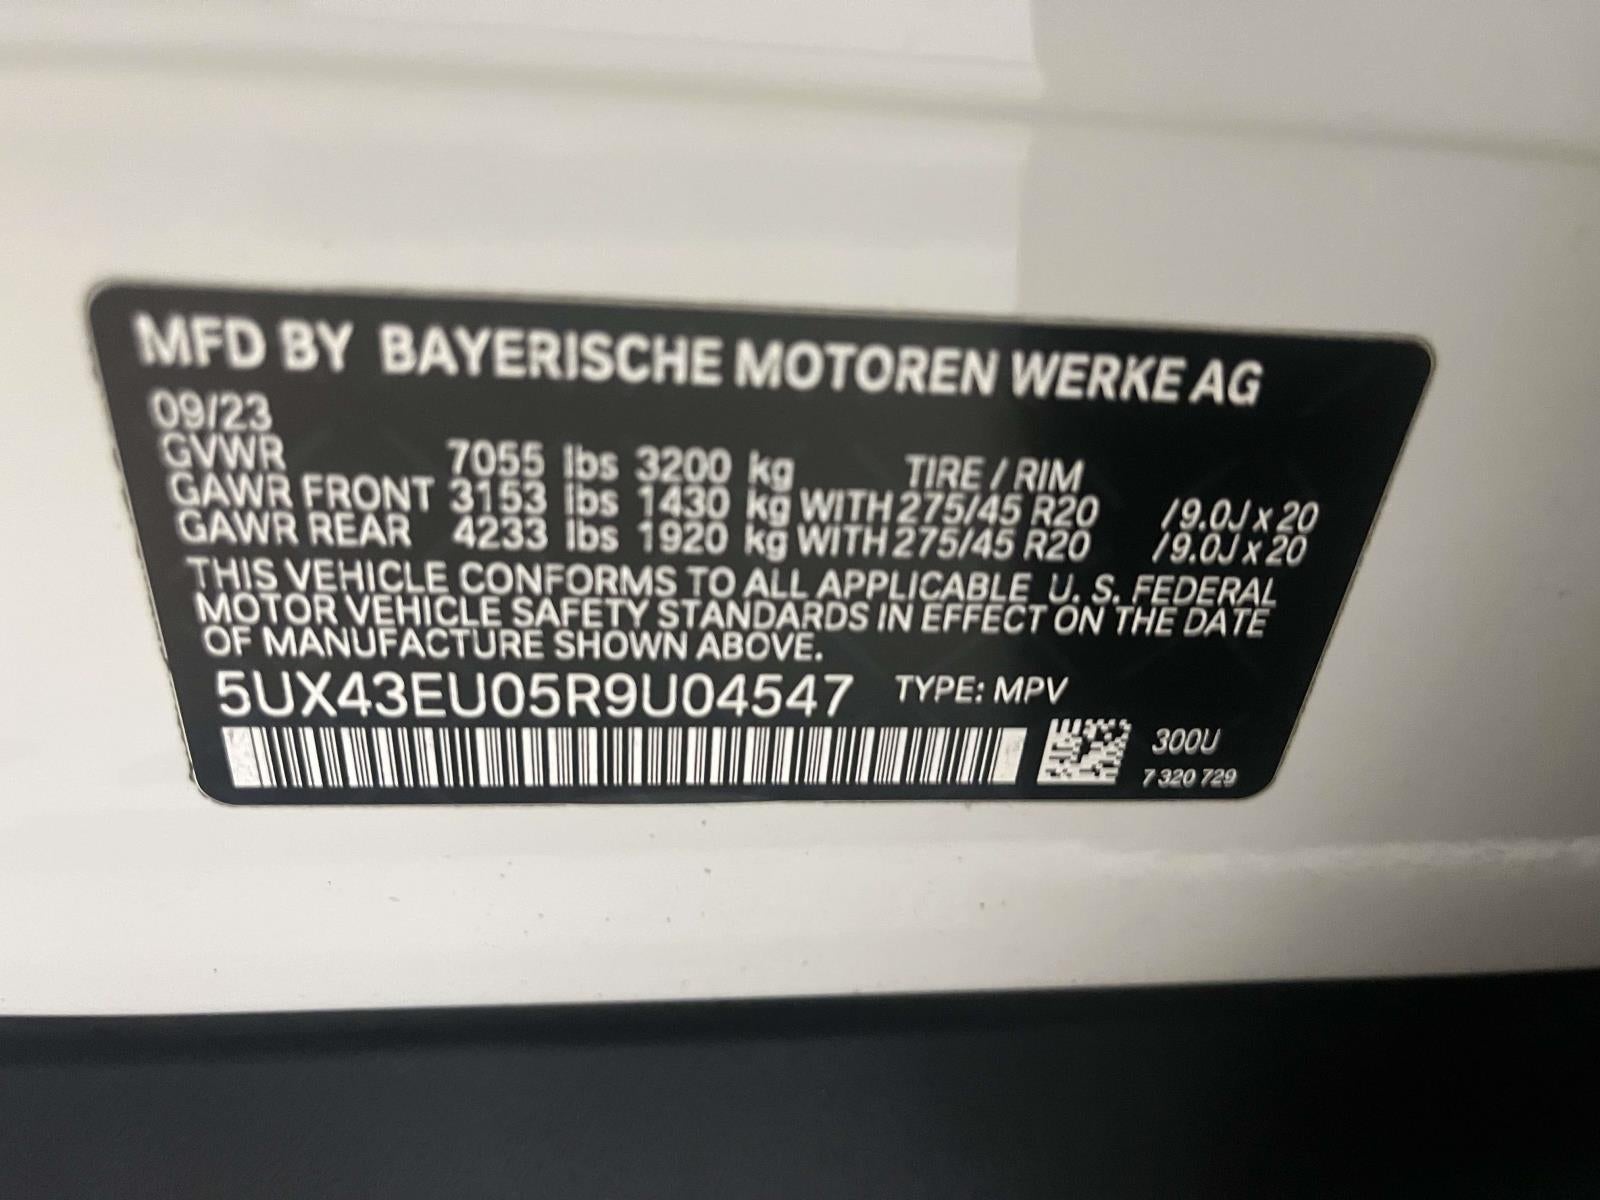 MFD BY BAYERISCHE MOTOREN WERKE AG
09/23
GVWR 7055 lbs 3200 kg TIRE / RIM
GAWR FRONT 3153 lbs 1430 kg WITH 275/45 R20 / 9.0J x 20
GAWR REAR 4233 lbs 1920 kg WITH 275/45 R20 / 9.0J x 20
THIS VEHICLE CONFORMS TO ALL APPLICABLE U. S. FEDERAL
MOTOR VEHICLE SAFETY STANDARDS IN EFFECT ON THE DATE
OF MANUFACTURE SHOWN ABOVE.
5UX43EU05R9U04547 TYPE: MPV
300U
7 320 729